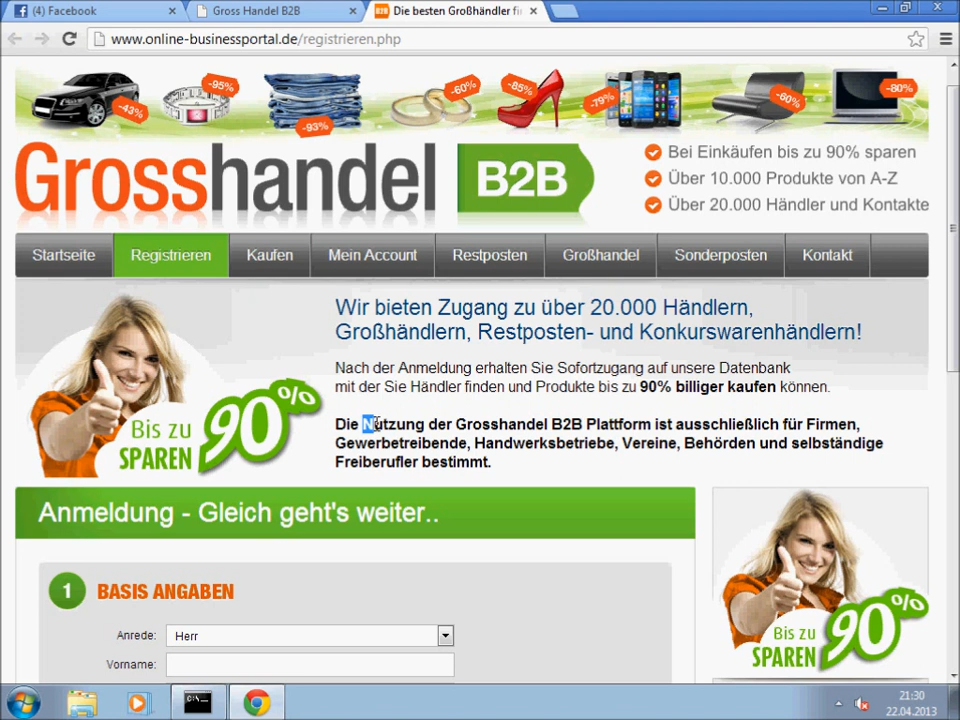 (4) Facebook
Gross Handel B2B
Die besten Großhändler fi
www.online-businessportal.de/registrieren.php
-43%
-95%
-93%
-60%
-85%
-79%
-60%
-80%
Grosshandel B2B
Bei Einkäufen bis zu 90% sparen
Über 10.000 Produkte von A-Z
Über 20.000 Händler und Kontakte
Startseite Registrieren Kaufen Mein Account Restposten Großhandel Sonderposten Kontakt
Bis zu 90%
SPAREN
Wir bieten Zugang zu über 20.000 Händlern,
Großhändlern, Restposten- und Konkurswarenhändlern!
Nach der Anmeldung erhalten Sie Sofortzugang auf unsere Datenbank
mit der Sie Händler finden und Produkte bis zu 90% billiger kaufen können.
Die Nutzung der Grosshandel B2B Plattform ist ausschließlich für Firmen,
Gewerbetreibende, Handwerksbetriebe, Vereine, Behörden und selbständige
Freiberufler bestimmt.
Anmeldung - Gleich geht's weiter..
1 BASIS ANGABEN
Anrede: Herr
Vorname:
Bis zu 90%
SPAREN
21:30
22.04.2013